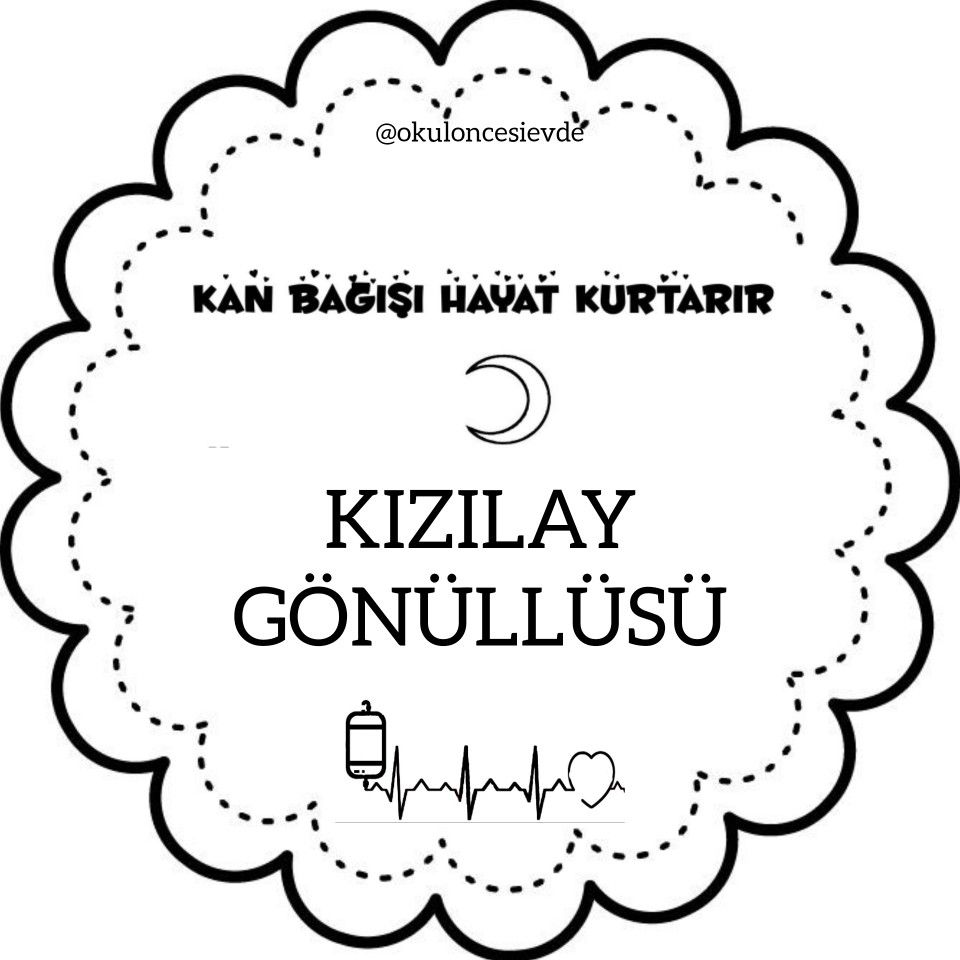 @okuloncesievde
KAN BAĞIŞI HAYAT KURTARIR
KIZILAY
GÖNÜLLÜSÜ